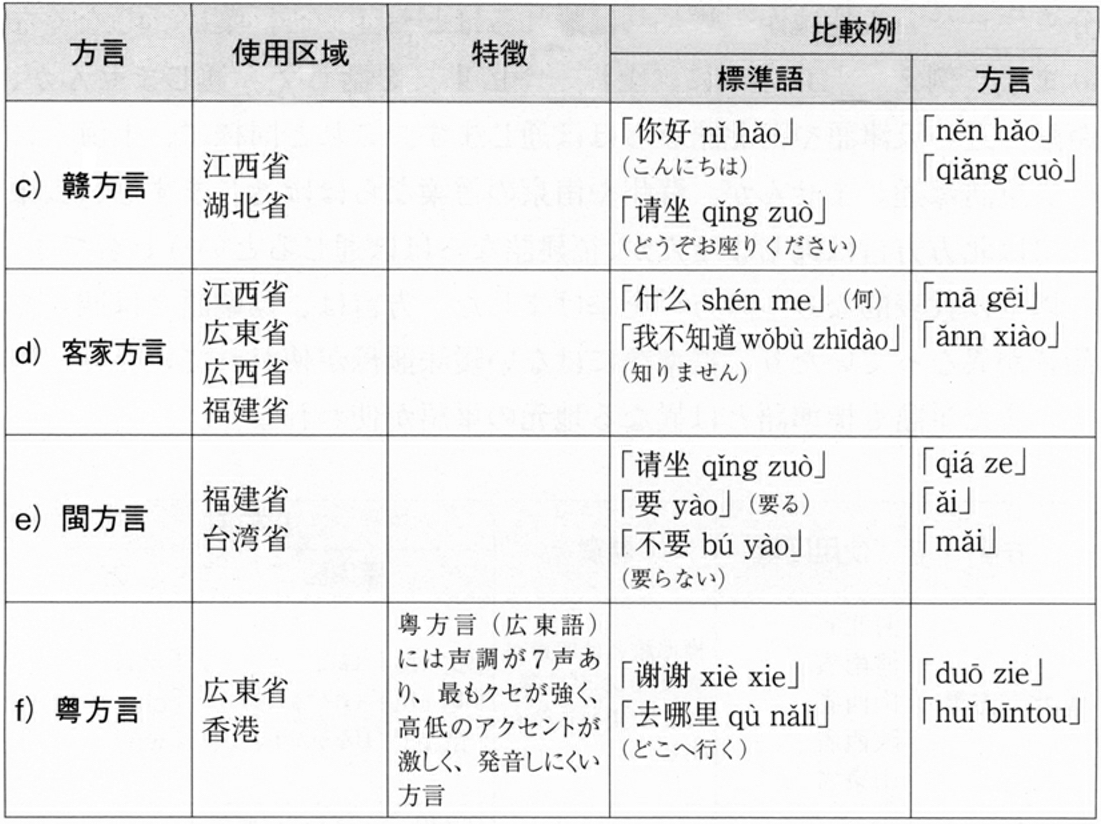 方言 使用区域 特徴 比較例
標準語 方言
c）贛方言
江西省
湖北省
「你好 nǐ hǎo」
（こんにちは）
「请坐 qǐng zuò」
（どうぞお座りください）
「něn hǎo」
「qiǎng cuò」
d）客家方言
江西省
広東省
広西省
福建省
「什么 shén me」（何）
「我不知道 wǒbù zhīdào」
（知りません）
「mā gēi」
「ǎnn xiào」
e）閩方言
福建省
台湾省
「请坐 qǐng zuò」
「要 yào」（要る）
「不要 bú yào」
（要らない）
「qiá ze」
「ǎi」
「mǎi」
f）粤方言
広東省
香港
粤方言（広東語）
には声調が７声あ
り、最もクセが強く、
高低のアクセントが
激しく、発音しにくい
方言
「谢谢 xiè xie」
「去哪里 qù nǎlǐ」
（どこへ行く）
「duō zie」
「huī bīntou」